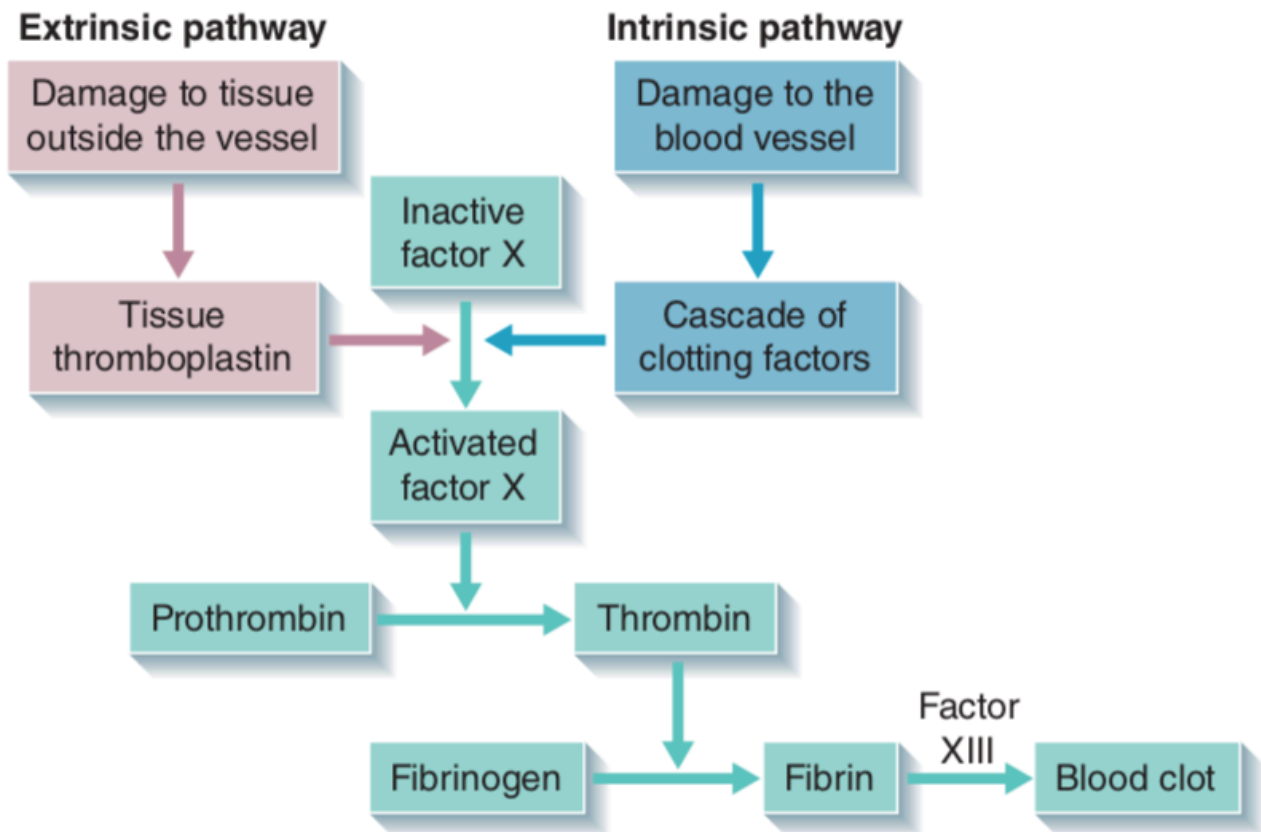 Extrinsic pathway
Intrinsic pathway
Damage to tissue
outside the vessel
Damage to the
blood vessel
Inactive
factor X
Tissue
thromboplastin
Cascade of
clotting factors
Activated
factor X
Prothrombin
Thrombin
Factor
XIII
Fibrinogen
Fibrin
Blood clot